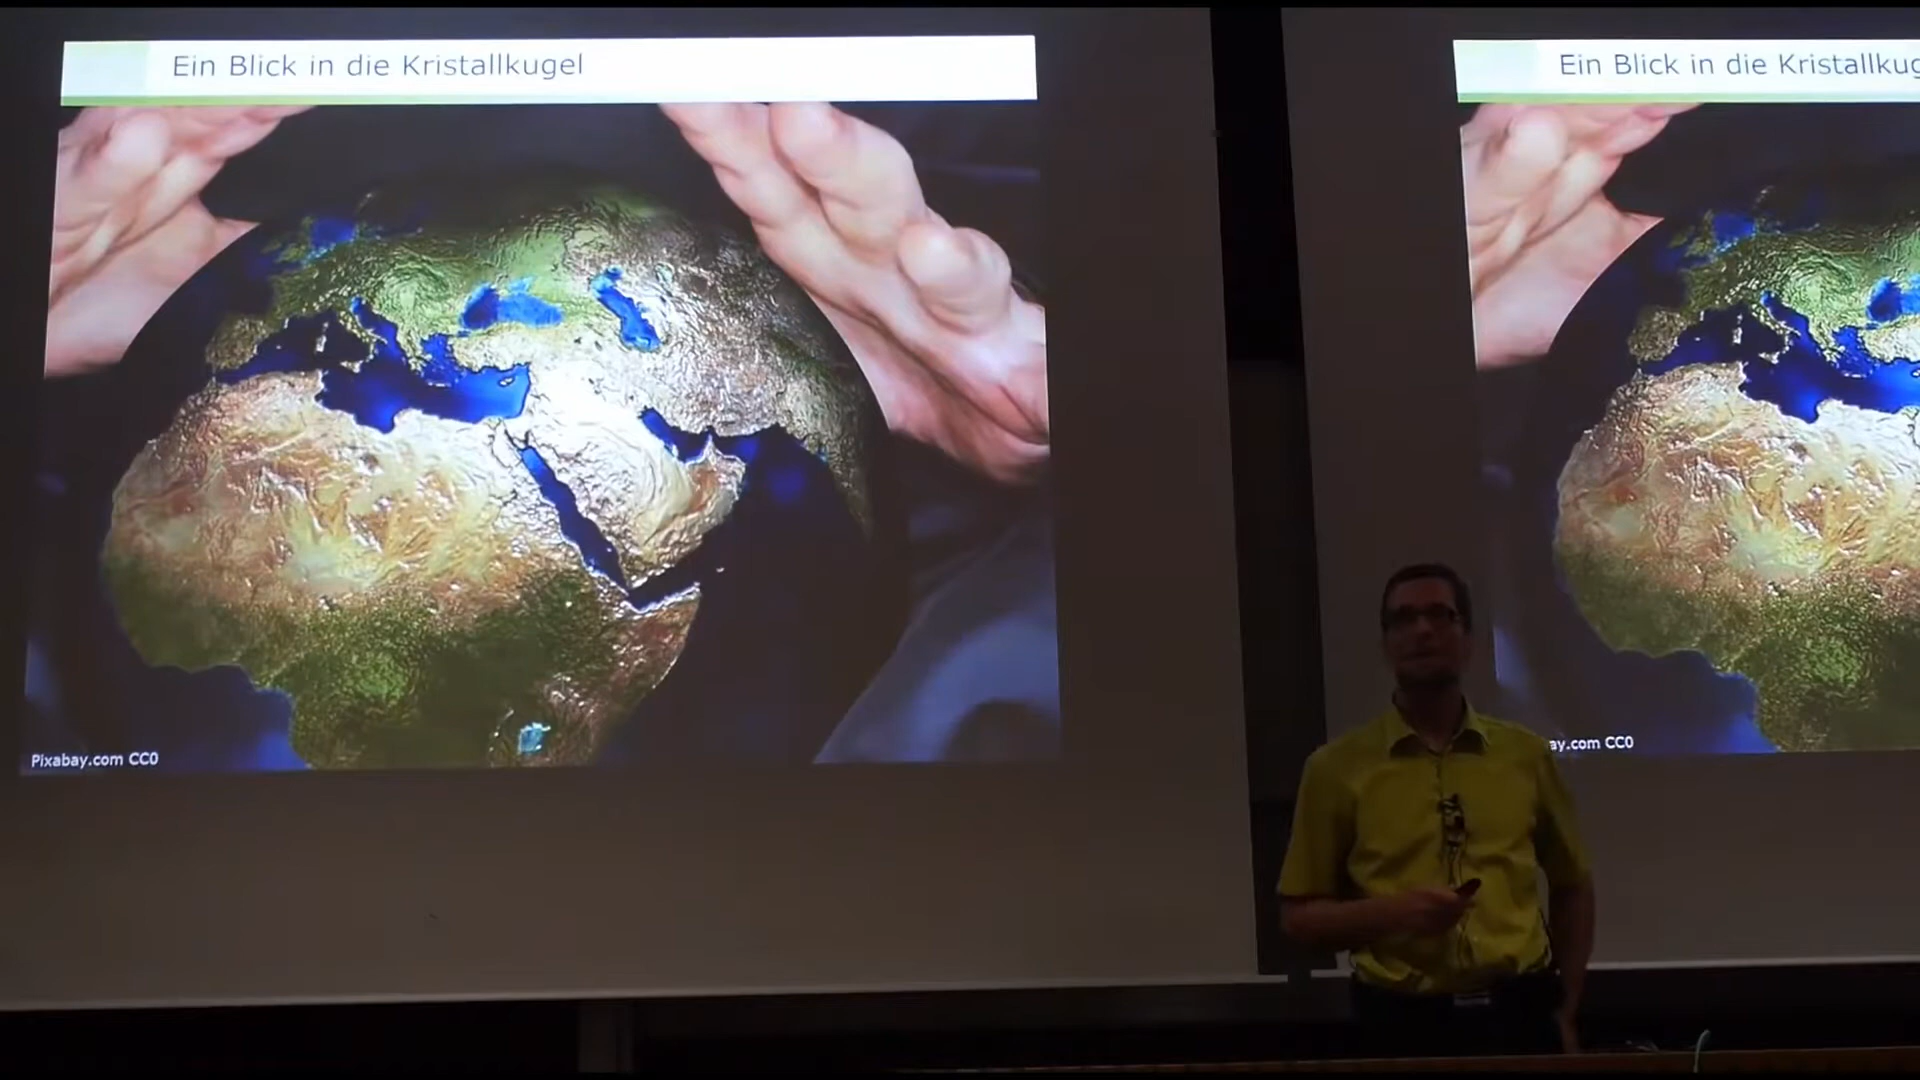 Ein Blick in die Kristallkugel
Pixabay.com CC0
Ein Blick in die Kristallkug
ay.com CC0